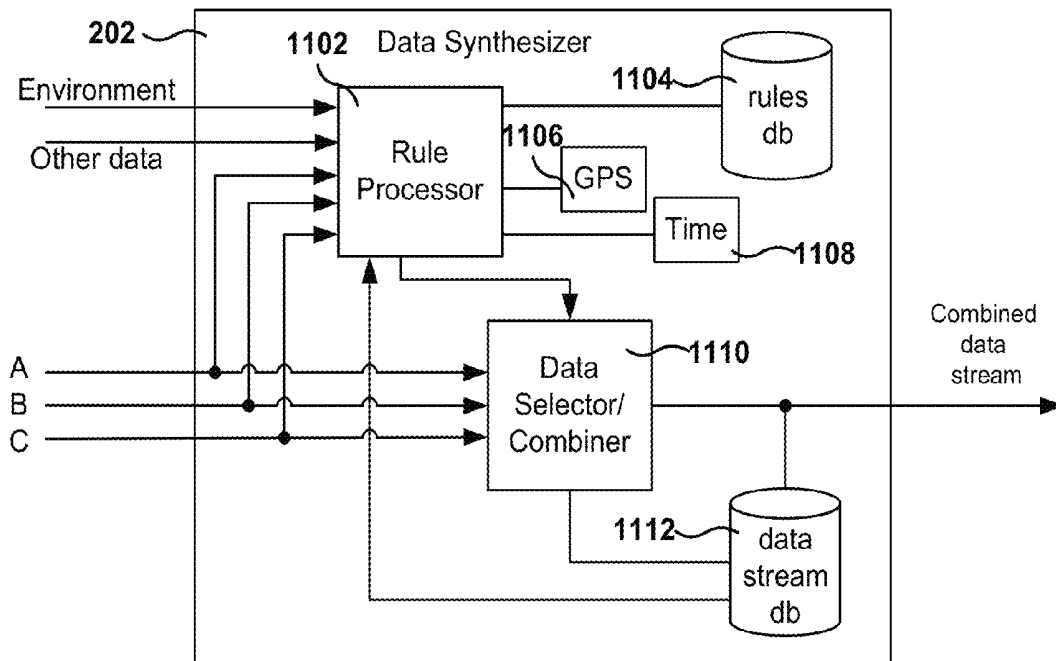 202
Data Synthesizer
1102
1104
rules
db
Environment
Other data
Rule
Processor
1106
GPS
Time
1108
A
B
C
Data
Selector/
Combiner
1110
Combined
data
stream
1112
data
stream
db